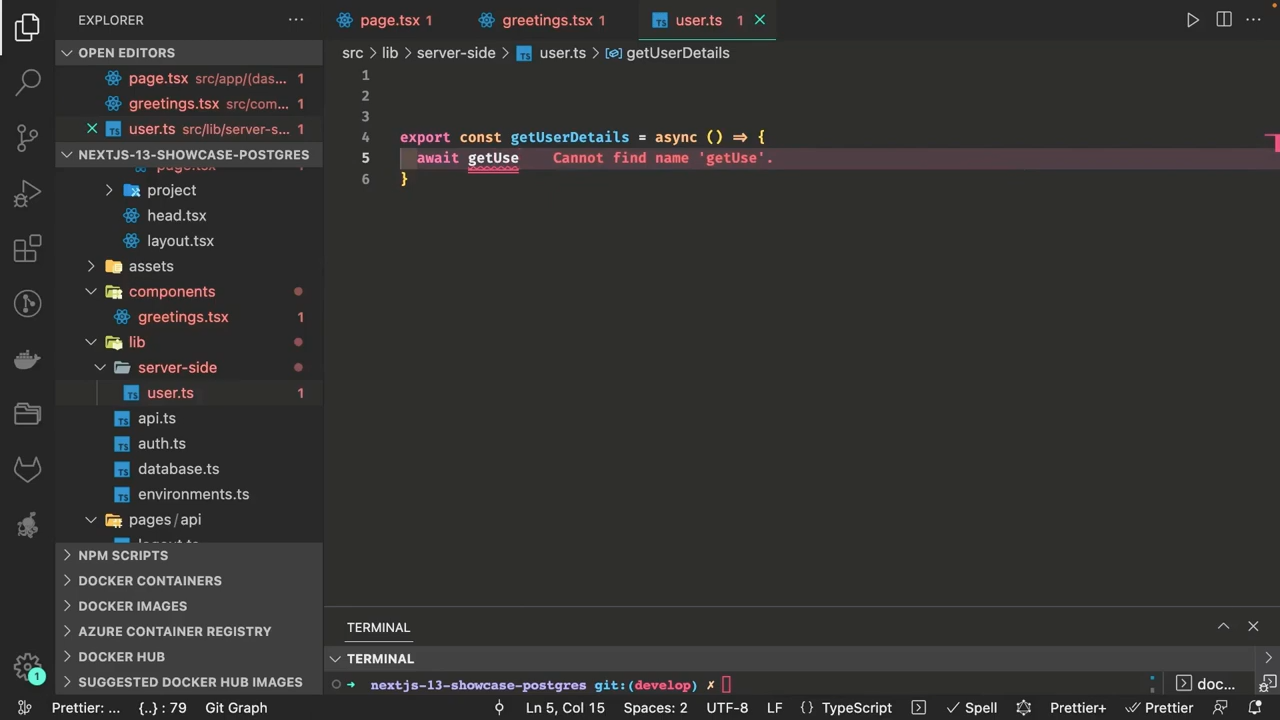 EXPLORER
OPEN EDITORS
page.tsx src/app/(das... 1
greetings.tsx src/com... 1
user.ts src/lib/server-s... 1
NEXTJS-13-SHOWCASE-POSTGRES
project
head.tsx
layout.tsx
assets
components
greetings.tsx 1
lib
server-side
user.ts 1
api.ts
auth.ts
database.ts
environments.ts
pages/api
NPM SCRIPTS
DOCKER CONTAINERS
DOCKER IMAGES
AZURE CONTAINER REGISTRY
DOCKER HUB
SUGGESTED DOCKER HUB IMAGES
page.tsx 1 greetings.tsx 1 user.ts 1
src > lib > server-side > user.ts > getUserDetails
1
2
3
4 export const getUserDetails = async () => {
5 await getUse Cannot find name 'getUse'.
6 }
TERMINAL
TERMINAL
nextjs-13-showcase-postgres git:(develop) ✗
doc...
1
Prettier: ... {..} : 79 Git Graph Ln 5, Col 15 Spaces: 2 UTF-8 LF {} TypeScript Spell Prettier+ Prettier